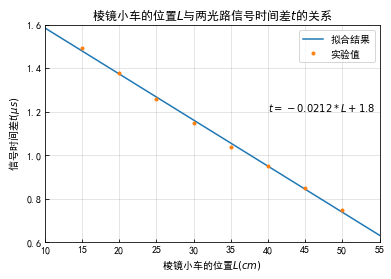 棱镜小车的位置L与两光路信号时间差t的关系
拟合结果
实验值
t = −0.0212 * L + 1.8
信号时间差t(μs)
1.6
1.4
1.2
1.0
0.8
0.6
10 15 20 25 30 35 40 45 50 55
棱镜小车的位置L(cm)